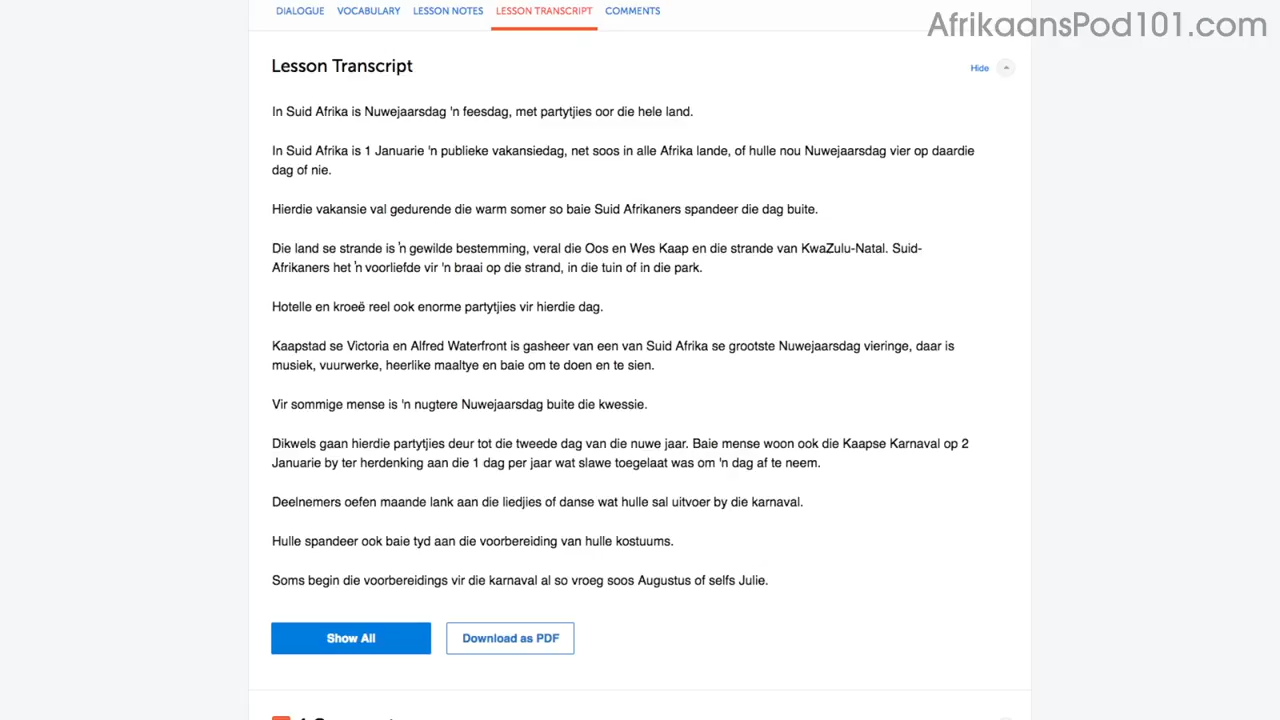 DIALOGUE VOCABULARY LESSON NOTES LESSON TRANSCRIPT COMMENTS
AfrikaansPod101.com
Lesson Transcript
Hide
In Suid Afrika is Nuwejaarsdag 'n feesdag, met partytjies oor die hele land.
In Suid Afrika is 1 Januarie 'n publieke vakansiedag, net soos in alle Afrika lande, of hulle nou Nuwejaarsdag vier op daardie
dag of nie.
Hierdie vakansie val gedurende die warm somer so baie Suid Afrikaners spandeer die dag buite.
Die land se strande is 'n gewilde bestemming, veral die Oos en Wes Kaap en die strande van KwaZulu-Natal. Suid-
Afrikaners het 'n voorliefde vir 'n braai op die strand, in die tuin of in die park.
Hotelle en kroeë reel ook enorme partytjies vir hierdie dag.
Kaapstad se Victoria en Alfred Waterfront is gasheer van een van Suid Afrika se grootste Nuwejaarsdag vieringe, daar is
musiek, vuurwerke, heerlike maaltye en baie om te doen en te sien.
Vir sommige mense is 'n nugtere Nuwejaarsdag buite die kwessie.
Dikwels gaan hierdie partytjies deur tot die tweede dag van die nuwe jaar. Baie mense woon ook die Kaapse Karnaval op 2
Januarie by ter herdenking aan die 1 dag per jaar wat slawe toegelaat was om 'n dag af te neem.
Deelnemers oefen maande lank aan die liedjies of danse wat hulle sal uitvoer by die karnaval.
Hulle spandeer ook baie tyd aan die voorbereiding van hulle kostuums.
Soms begin die voorbereidings vir die karnaval al so vroeg soos Augustus of selfs Julie.
Show All Download as PDF